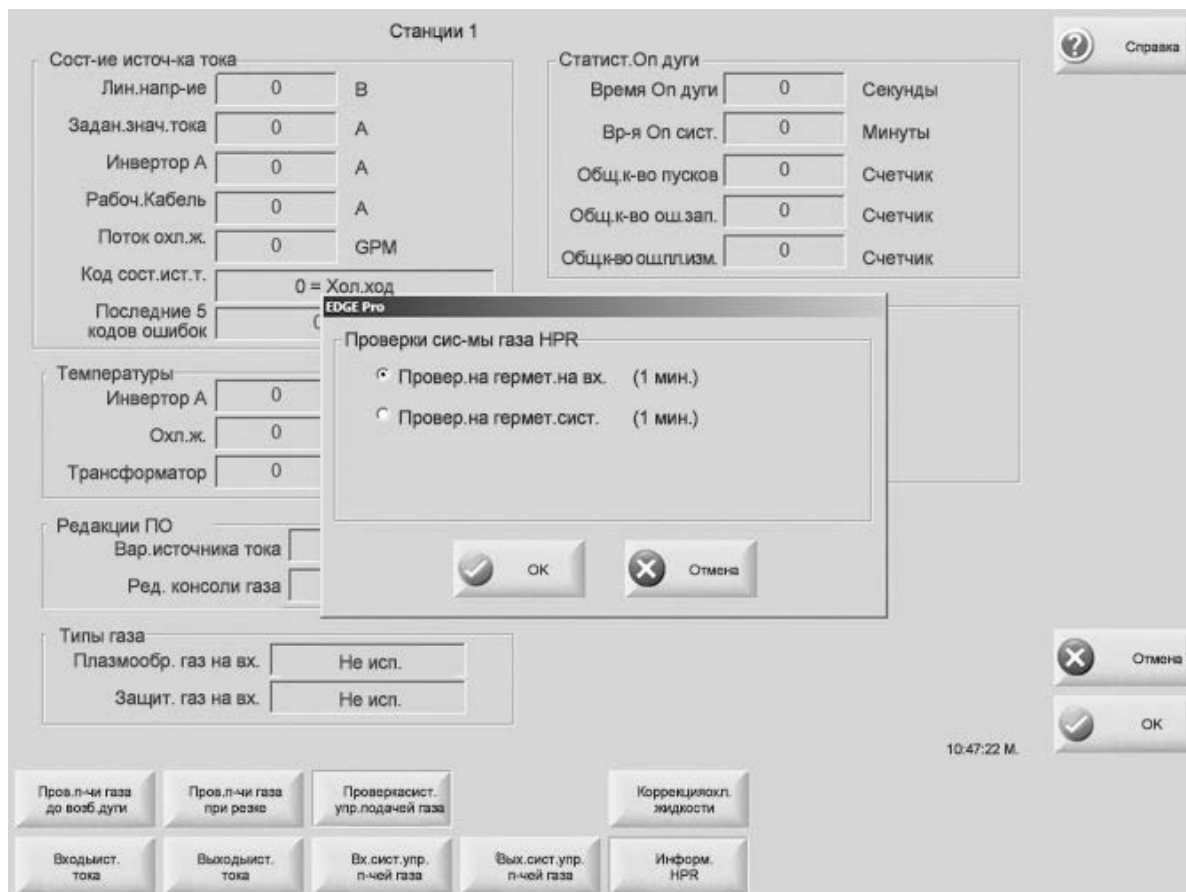 Станции 1
Справка
Сост-ие источ-ка тока
Лин.напр-ие 0 В
Задан.знач.тока 0 А
Инвертор А 0 А
Рабоч.Кабель 0 А
Поток охл.ж. 0 GPM
Код сост.ист.т. 0 = Хол.ход
Последние 5
кодов ошибок
Статист.Оп дуги
Время Оп дуги 0 Секунды
Вр-я Оп сист. 0 Минуты
Общ.к-во пусков 0 Счетчик
Общ.к-во ош.зап. 0 Счетчик
Общ.к-во ош.пл.изм. 0 Счетчик
EDGE Pro
Проверки сис-мы газа HPR
Провер.на гермет.на вх. (1 мин.)
Провер.на гермет.сист. (1 мин.)
OK
Отмена
Температуры
Инвертор А 0
Охл.ж. 0
Трансформатор 0
Редакции ПО
Вар.источника тока
Ред. консоли газа
Типы газа
Плазмообр. газ на вх. Не исп.
Защит. газ на вх. Не исп.
Отмена
OK
10:47:22 М.
Пров.п-чи газа
до возб.дуги
Пров.п-чи газа
при резке
Проверкасист.
упр.подачей газа
Коррекцияохл.
жидкости
Входыист.
тока
Выходыист.
тока
Вх.сист.упр.
п-чей газа
Вых.сист.упр.
п-чей газа
Информ.
HPR